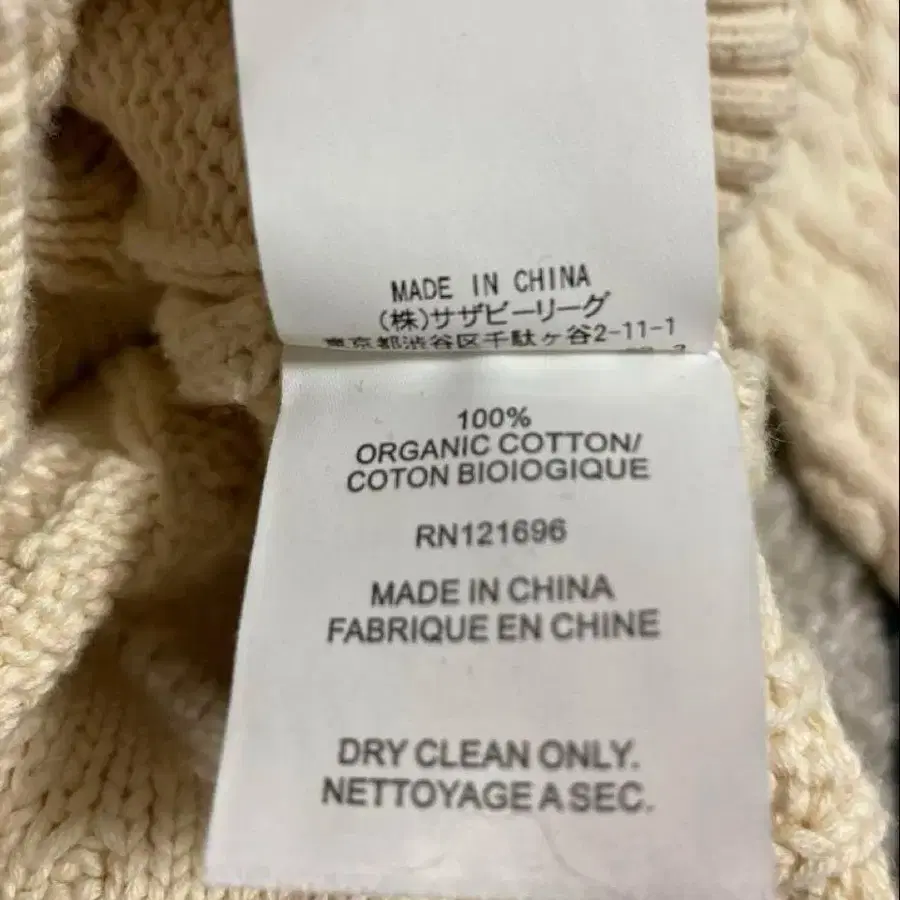 MADE IN CHINA
(株)サザビーリーグ
東京都渋谷区千駄ヶ谷2-11-1
100%
ORGANIC COTTON/
COTON BIOIOGIQUE
RN121696
MADE IN CHINA
FABRIQUE EN CHINE
DRY CLEAN ONLY.
NETTOYAGE A SEC.